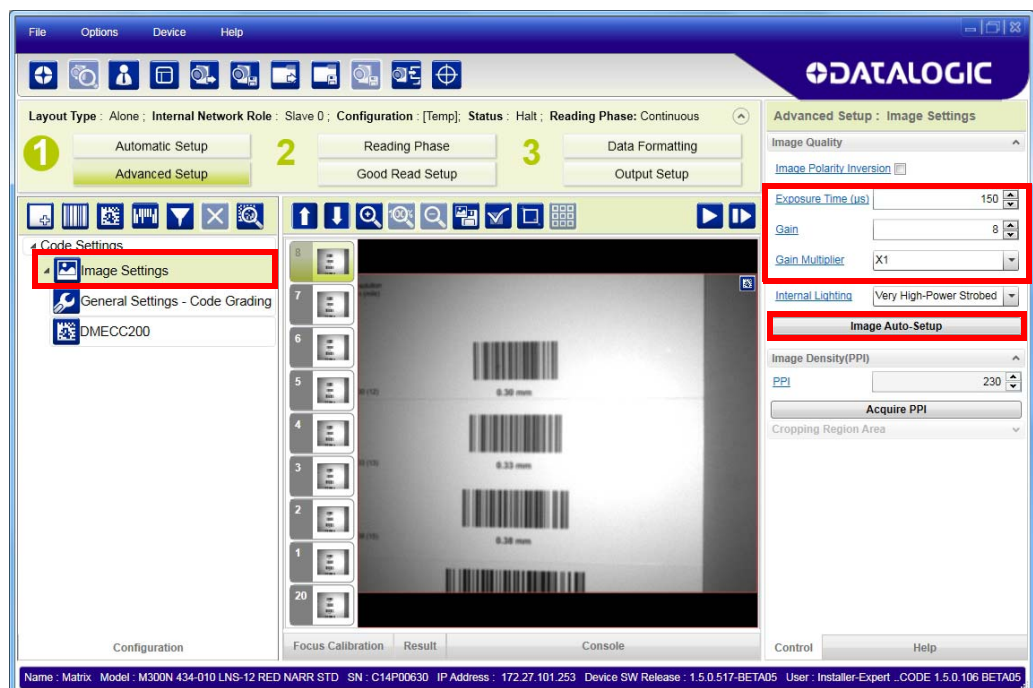 File Options Device Help
DATALOGIC
Layout Type : Alone ; Internal Network Role : Slave 0 ; Configuration : [Temp]; Status : Halt ; Reading Phase: Continuous
1 Automatic Setup
Advanced Setup
2 Reading Phase
Good Read Setup
3 Data Formatting
Output Setup
Code Settings
Image Settings
General Settings - Code Grading
DMECC200
Configuration
8
7
6
5
4
3
2
1
20
0.30 mm
0.33 mm
0.38 mm
Focus Calibration Result Console
Advanced Setup : Image Settings
Image Quality
Image Polarity Inversion
Exposure Time (µs) 150
Gain 8
Gain Multiplier X1
Internal Lighting Very High-Power Strobed
Image Auto-Setup
Image Density(PPI)
PPI 230
Acquire PPI
Cropping Region Area
Control Help
Name : Matrix Model : M300N 434-010 LNS-12 RED NARR STD SN : C14P00630 IP Address : 172.27.101.253 Device SW Release : 1.5.0.517-BETA05 User : Installer-Expert ..CODE 1.5.0.106 BETA05